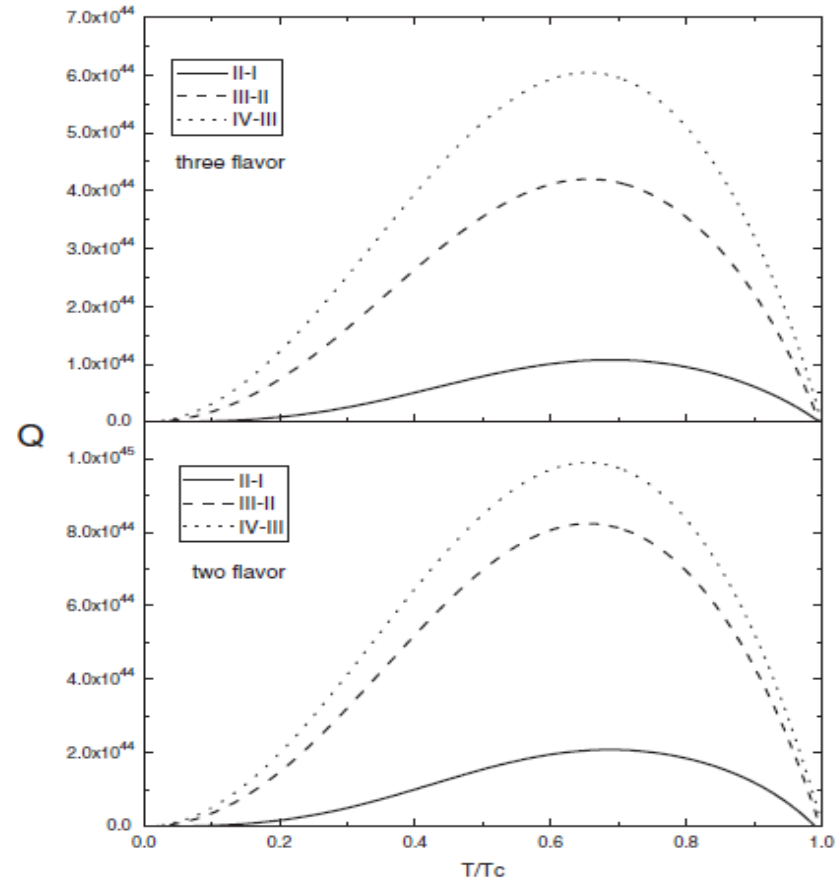 7.0x10^44
6.0x10^44
5.0x10^44
4.0x10^44
3.0x10^44
2.0x10^44
1.0x10^44
0.0
II-I
III-II
IV-III
three flavor
Q
1.0x10^45
8.0x10^44
6.0x10^44
4.0x10^44
2.0x10^44
0.0
II-I
III-II
IV-III
two flavor
0.0 0.2 0.4 0.6 0.8 1.0
T/Tc